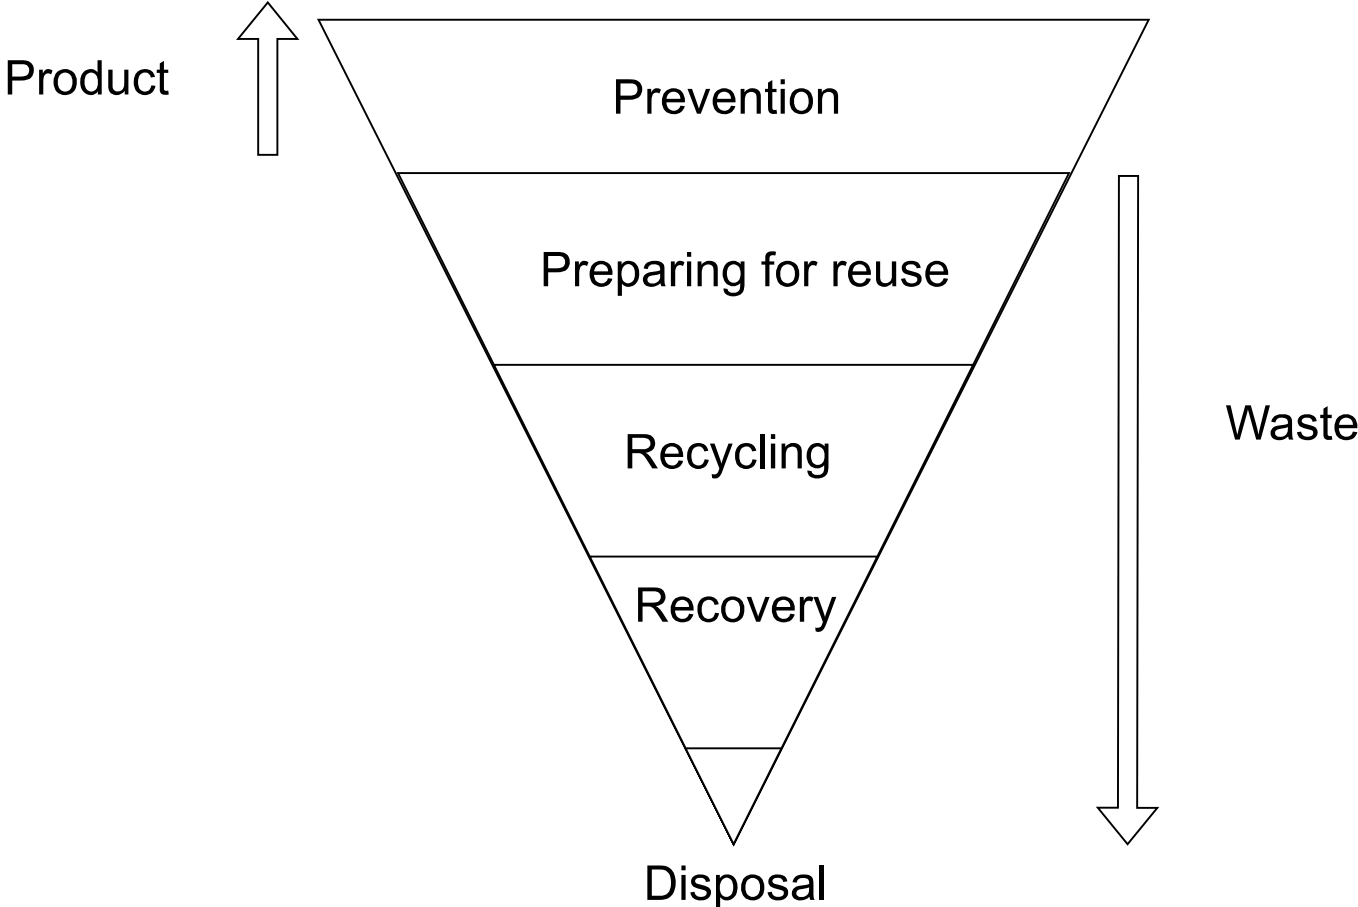 Product
Prevention
Preparing for reuse
Recycling
Waste
Recovery
Disposal